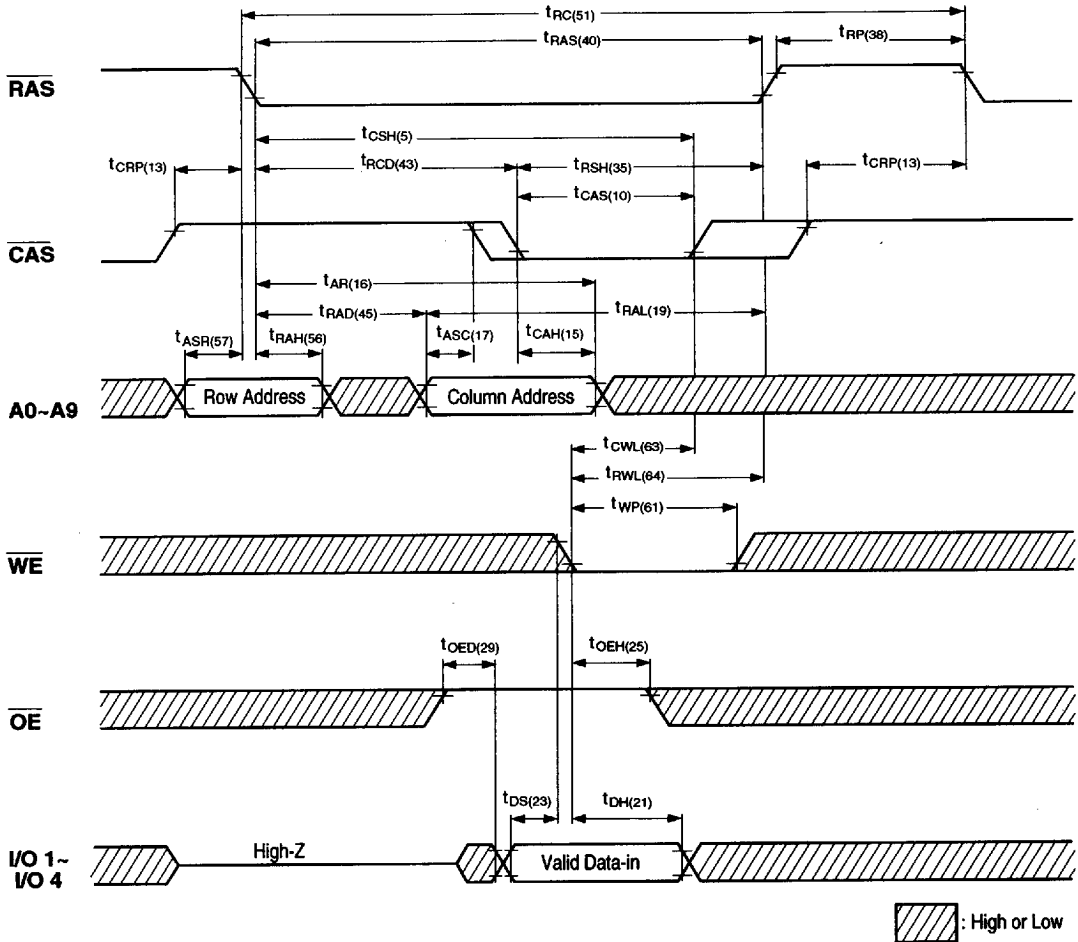 tRC(51)
tRAS(40)
tRP(38)
RAS
tCSH(5)
tCRP(13)
tRCD(43)
tRSH(35)
tCRP(13)
tCAS(10)
CAS
tAR(16)
tRAD(45)
tRAL(19)
tASR(57)
tRAH(56)
tASC(17)
tCAH(15)
A0~A9
Row Address
Column Address
tCWL(63)
tRWL(64)
tWP(61)
WE
tOED(29)
tOEH(25)
OE
tDS(23)
tDH(21)
I/O 1~
I/O 4
High-Z
Valid Data-in
: High or Low